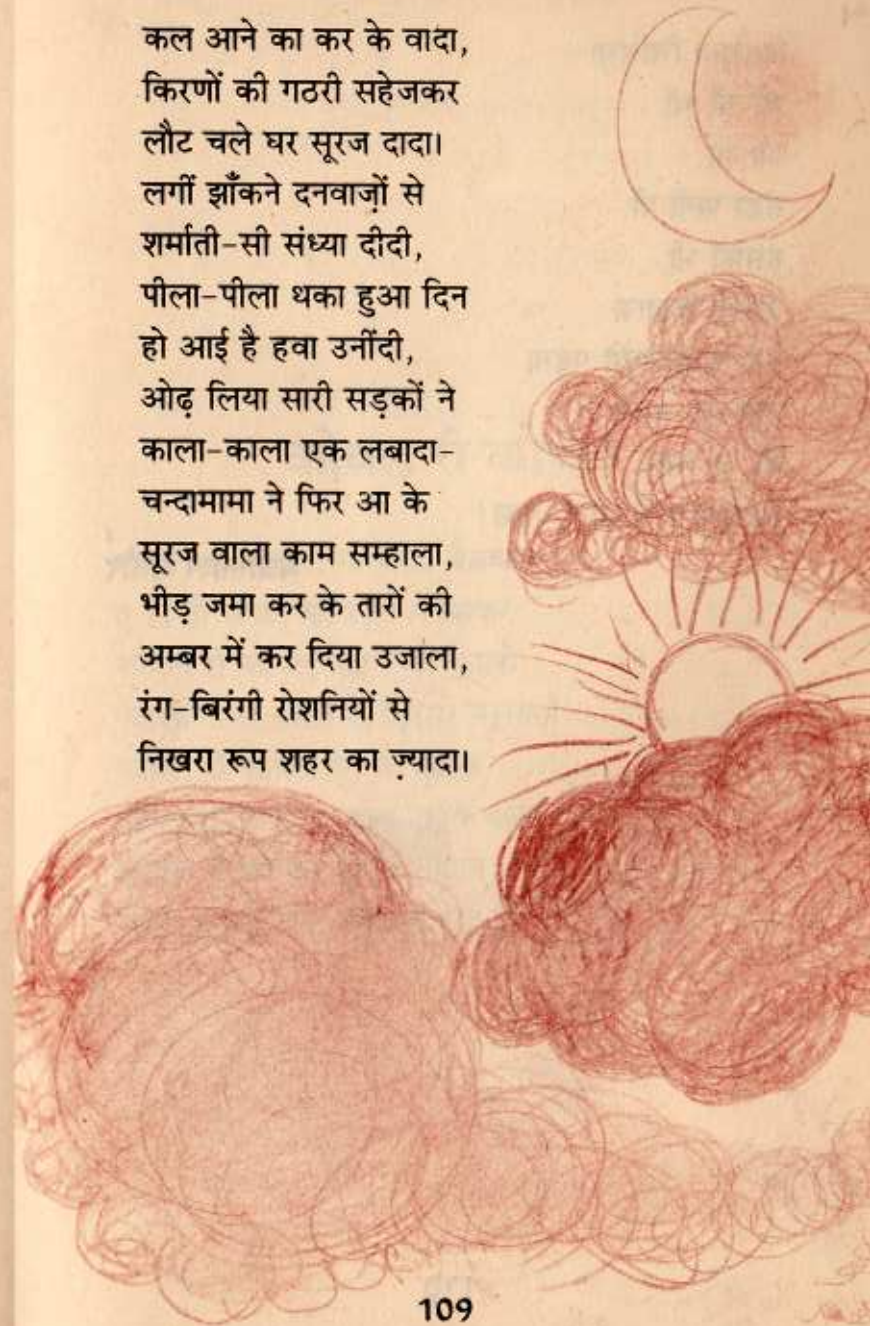 कल आने का कर के वादा,
किरणों की गठरी सहेजकर
लौट चले घर सूरज दादा।
लगीं झाँकने दनवाज़ों से
शर्माती-सी संध्या दीदी,
पीला-पीला थका हुआ दिन
हो आई है हवा उनींदी,
ओढ़ लिया सारी सड़कों ने
काला-काला एक लबादा-
चन्दामामा ने फिर आ के
सूरज वाला काम सम्हाला,
भीड़ जमा कर के तारों की
अम्बर में कर दिया उजाला,
रंग-बिरंगी रोशनियों से
निखरा रूप शहर का ज़्यादा।
109